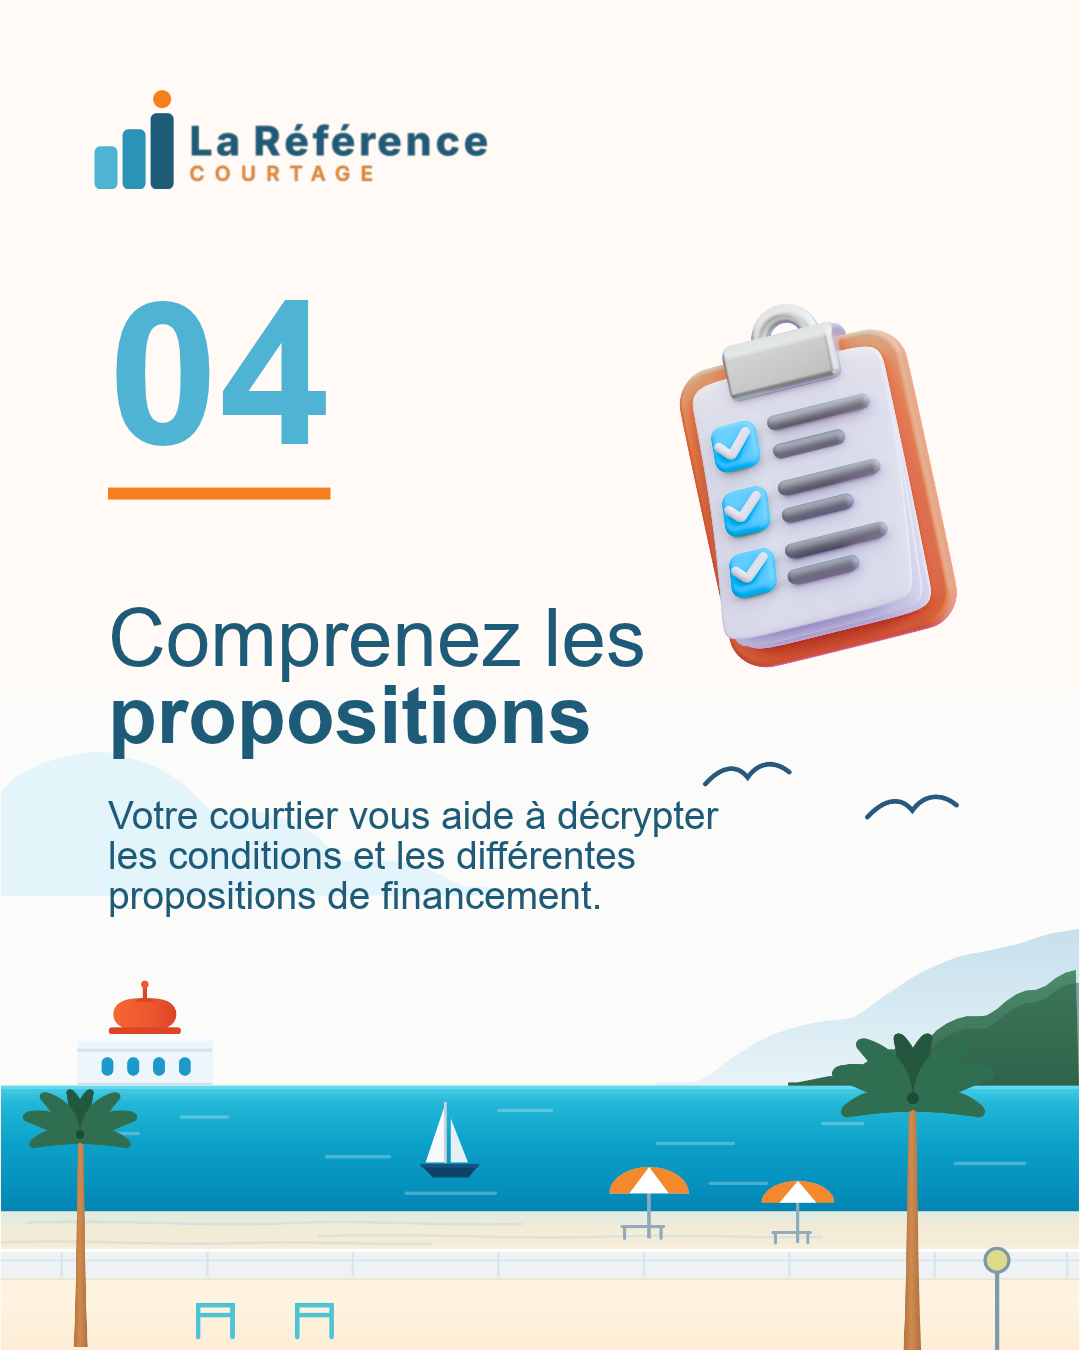 La Référence
COURTAGE
04
Comprenez les
propositions
Votre courtier vous aide à décrypter
les conditions et les différentes
propositions de financement.